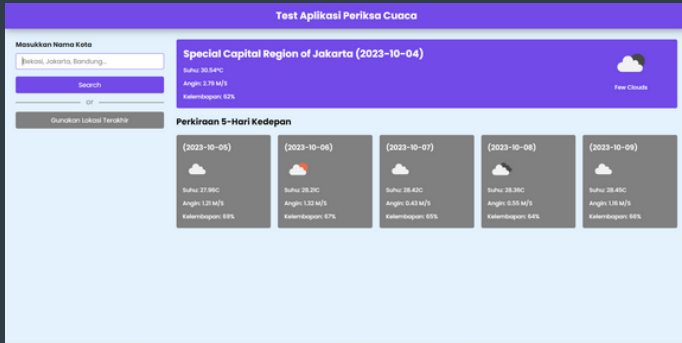 Test Aplikasi Periksa Cuaca
Masukkan Nama Kota
Bekasi, Jakarta, Bandung...
Search
or
Gunakan Lokasi Terakhir
Special Capital Region of Jakarta (2023-10-04)
Suhu: 30.54°C
Angin: 2.79 M/S
Kelembapan: 62%
Few Clouds
Perkiraan 5-Hari Kedepan
(2023-10-05)
Suhu: 27.96C
Angin: 1.21 M/S
Kelembapan: 69%
(2023-10-06)
Suhu: 28.21C
Angin: 1.32 M/S
Kelembapan: 67%
(2023-10-07)
Suhu: 28.42C
Angin: 0.43 M/S
Kelembapan: 65%
(2023-10-08)
Suhu: 28.36C
Angin: 0.55 M/S
Kelembapan: 64%
(2023-10-09)
Suhu: 28.45C
Angin: 1.16 M/S
Kelembapan: 66%